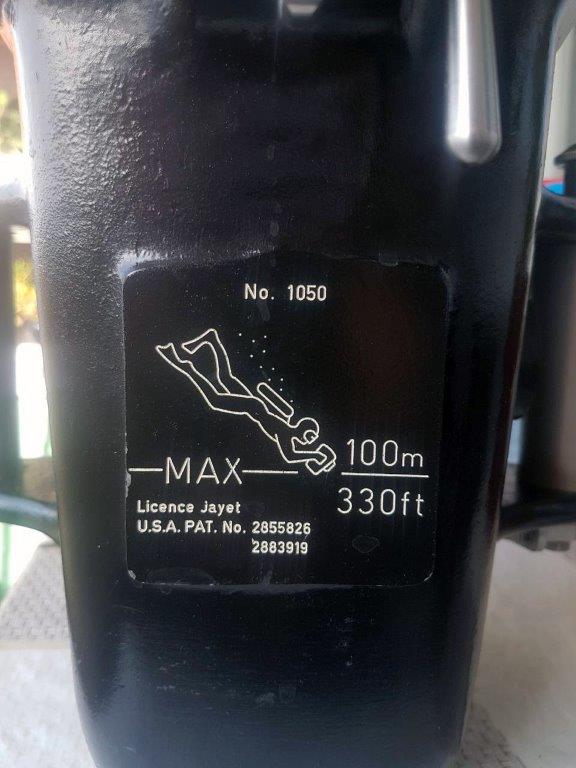 No. 1050
MAX
100m
330ft
Licence Jayet
U.S.A. PAT. No. 2855826
2883919